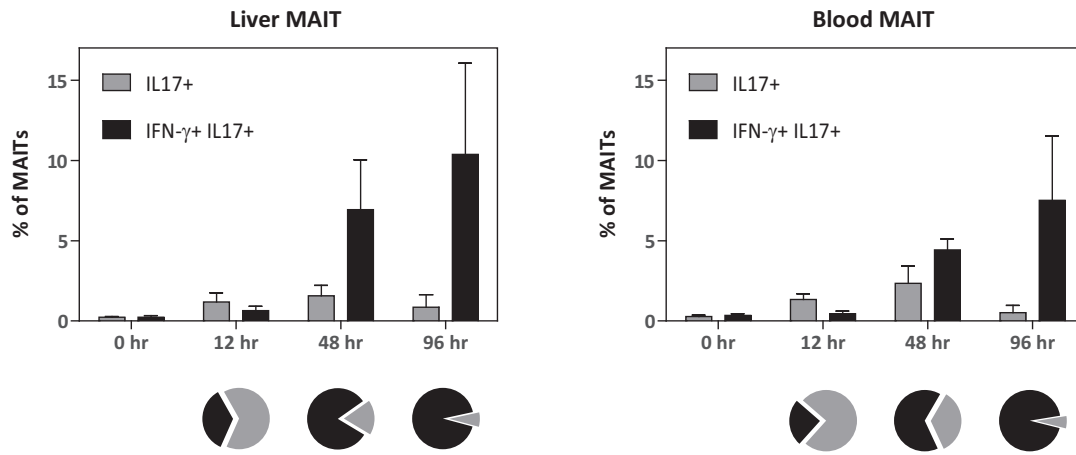 Liver MAIT
% of MAITs
15
10
5
0
IL17+
IFN-γ+ IL17+
0 hr
12 hr
48 hr
96 hr
Blood MAIT
% of MAITs
15
10
5
0
IL17+
IFN-γ+ IL17+
0 hr
12 hr
48 hr
96 hr